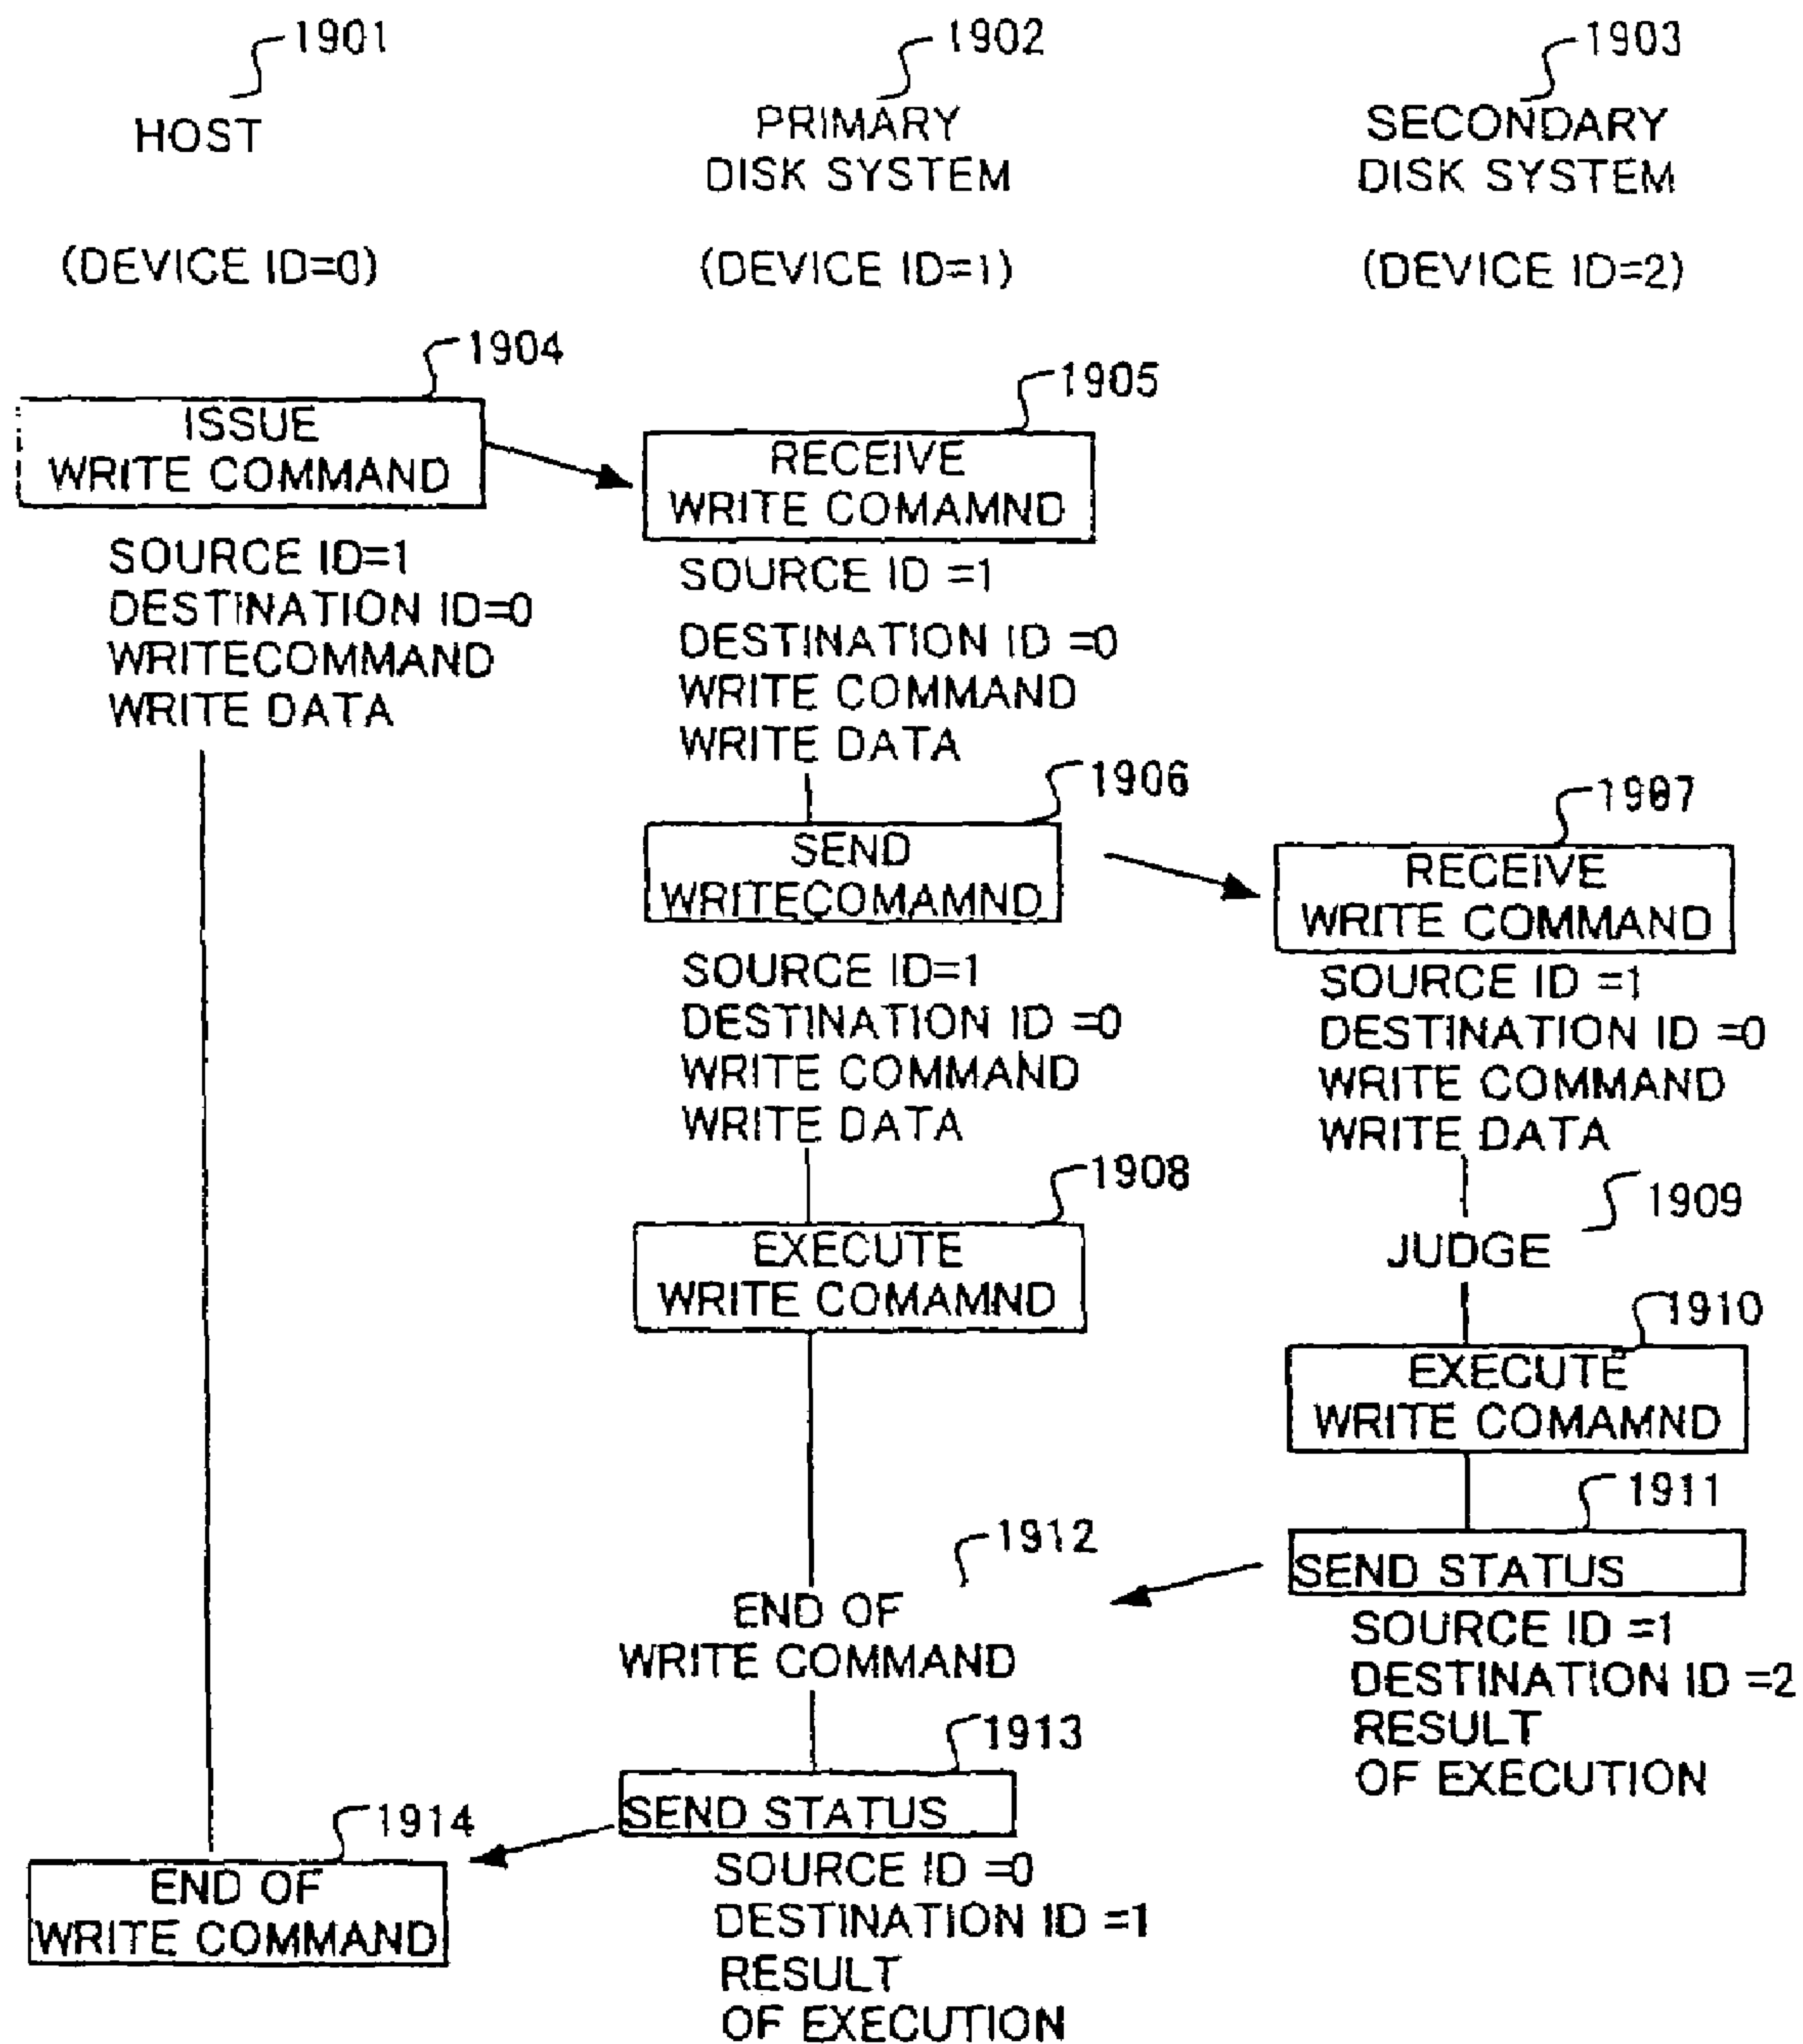 1901
HOST
(DEVICE ID=0)
1902
PRIMARY
DISK SYSTEM
(DEVICE ID=1)
1903
SECONDARY
DISK SYSTEM
(DEVICE ID=2)
1904
ISSUE
WRITE COMMAND
SOURCE ID=1
DESTINATION ID=0
WRITECOMMAND
WRITE DATA
1905
RECEIVE
WRITE COMAMND
SOURCE ID =1
DESTINATION ID =0
WRITE COMMAND
WRITE DATA
1906
SEND
WRITECOMAMND
SOURCE ID=1
DESTINATION ID =0
WRITE COMMAND
WRITE DATA
1907
RECEIVE
WRITE COMMAND
SOURCE ID =1
DESTINATION ID =0
WRITE COMMAND
WRITE DATA
1908
EXECUTE
WRITE COMAMND
1909
JUDGE
1910
EXECUTE
WRITE COMAMND
1911
SEND STATUS
SOURCE ID =1
DESTINATION ID =2
RESULT
OF EXECUTION
1912
END OF
WRITE COMMAND
1913
SEND STATUS
SOURCE ID =0
DESTINATION ID =1
RESULT
OF EXECUTION
1914
END OF
WRITE COMMAND